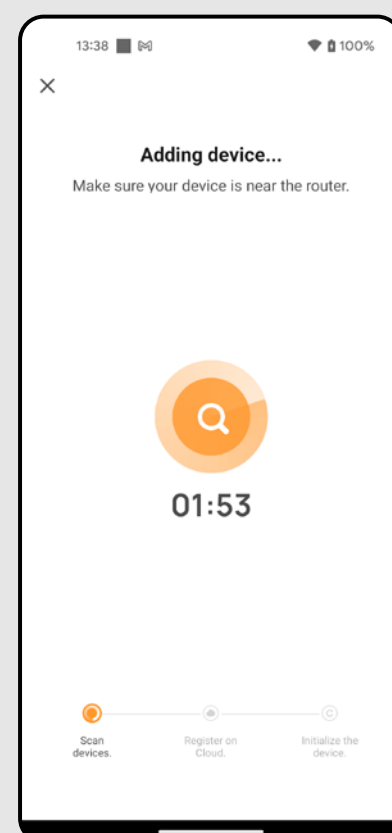 13:38
100%
Adding device...
Make sure your device is near the router.
01:53
Scan
devices.
Register on
Cloud.
Initialize the
device.